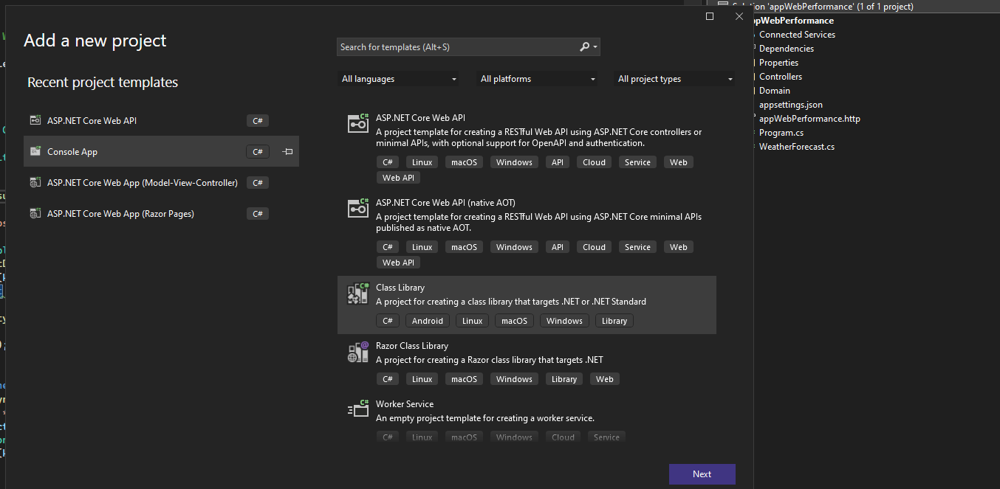 Add a new project
Recent project templates
ASP.NET Core Web API C#
Console App C#
ASP.NET Core Web App (Model-View-Controller) C#
ASP.NET Core Web App (Razor Pages) C#
Search for templates (Alt+S)
All languages All platforms All project types
ASP.NET Core Web API
A project template for creating a RESTful Web API using ASP.NET Core controllers or
minimal APIs, with optional support for OpenAPI and authentication.
C# Linux macOS Windows API Cloud Service Web
Web API
ASP.NET Core Web API (native AOT)
A project template for creating a RESTful Web API using ASP.NET Core minimal APIs
published as native AOT.
C# Linux macOS Windows API Cloud Service Web
Web API
Class Library
A project for creating a class library that targets .NET or .NET Standard
C# Android Linux macOS Windows Library
Razor Class Library
A project for creating a Razor class library that targets .NET
C# Linux macOS Windows Library Web
Worker Service
An empty project template for creating a worker service.
C# Linux macOS Windows Cloud Service
Next
Solution 'appWebPerformance' (1 of 1 project)
ppWebPerformance
Connected Services
Dependencies
Properties
Controllers
Domain
appsettings.json
appWebPerformance.http
Program.cs
WeatherForecast.cs